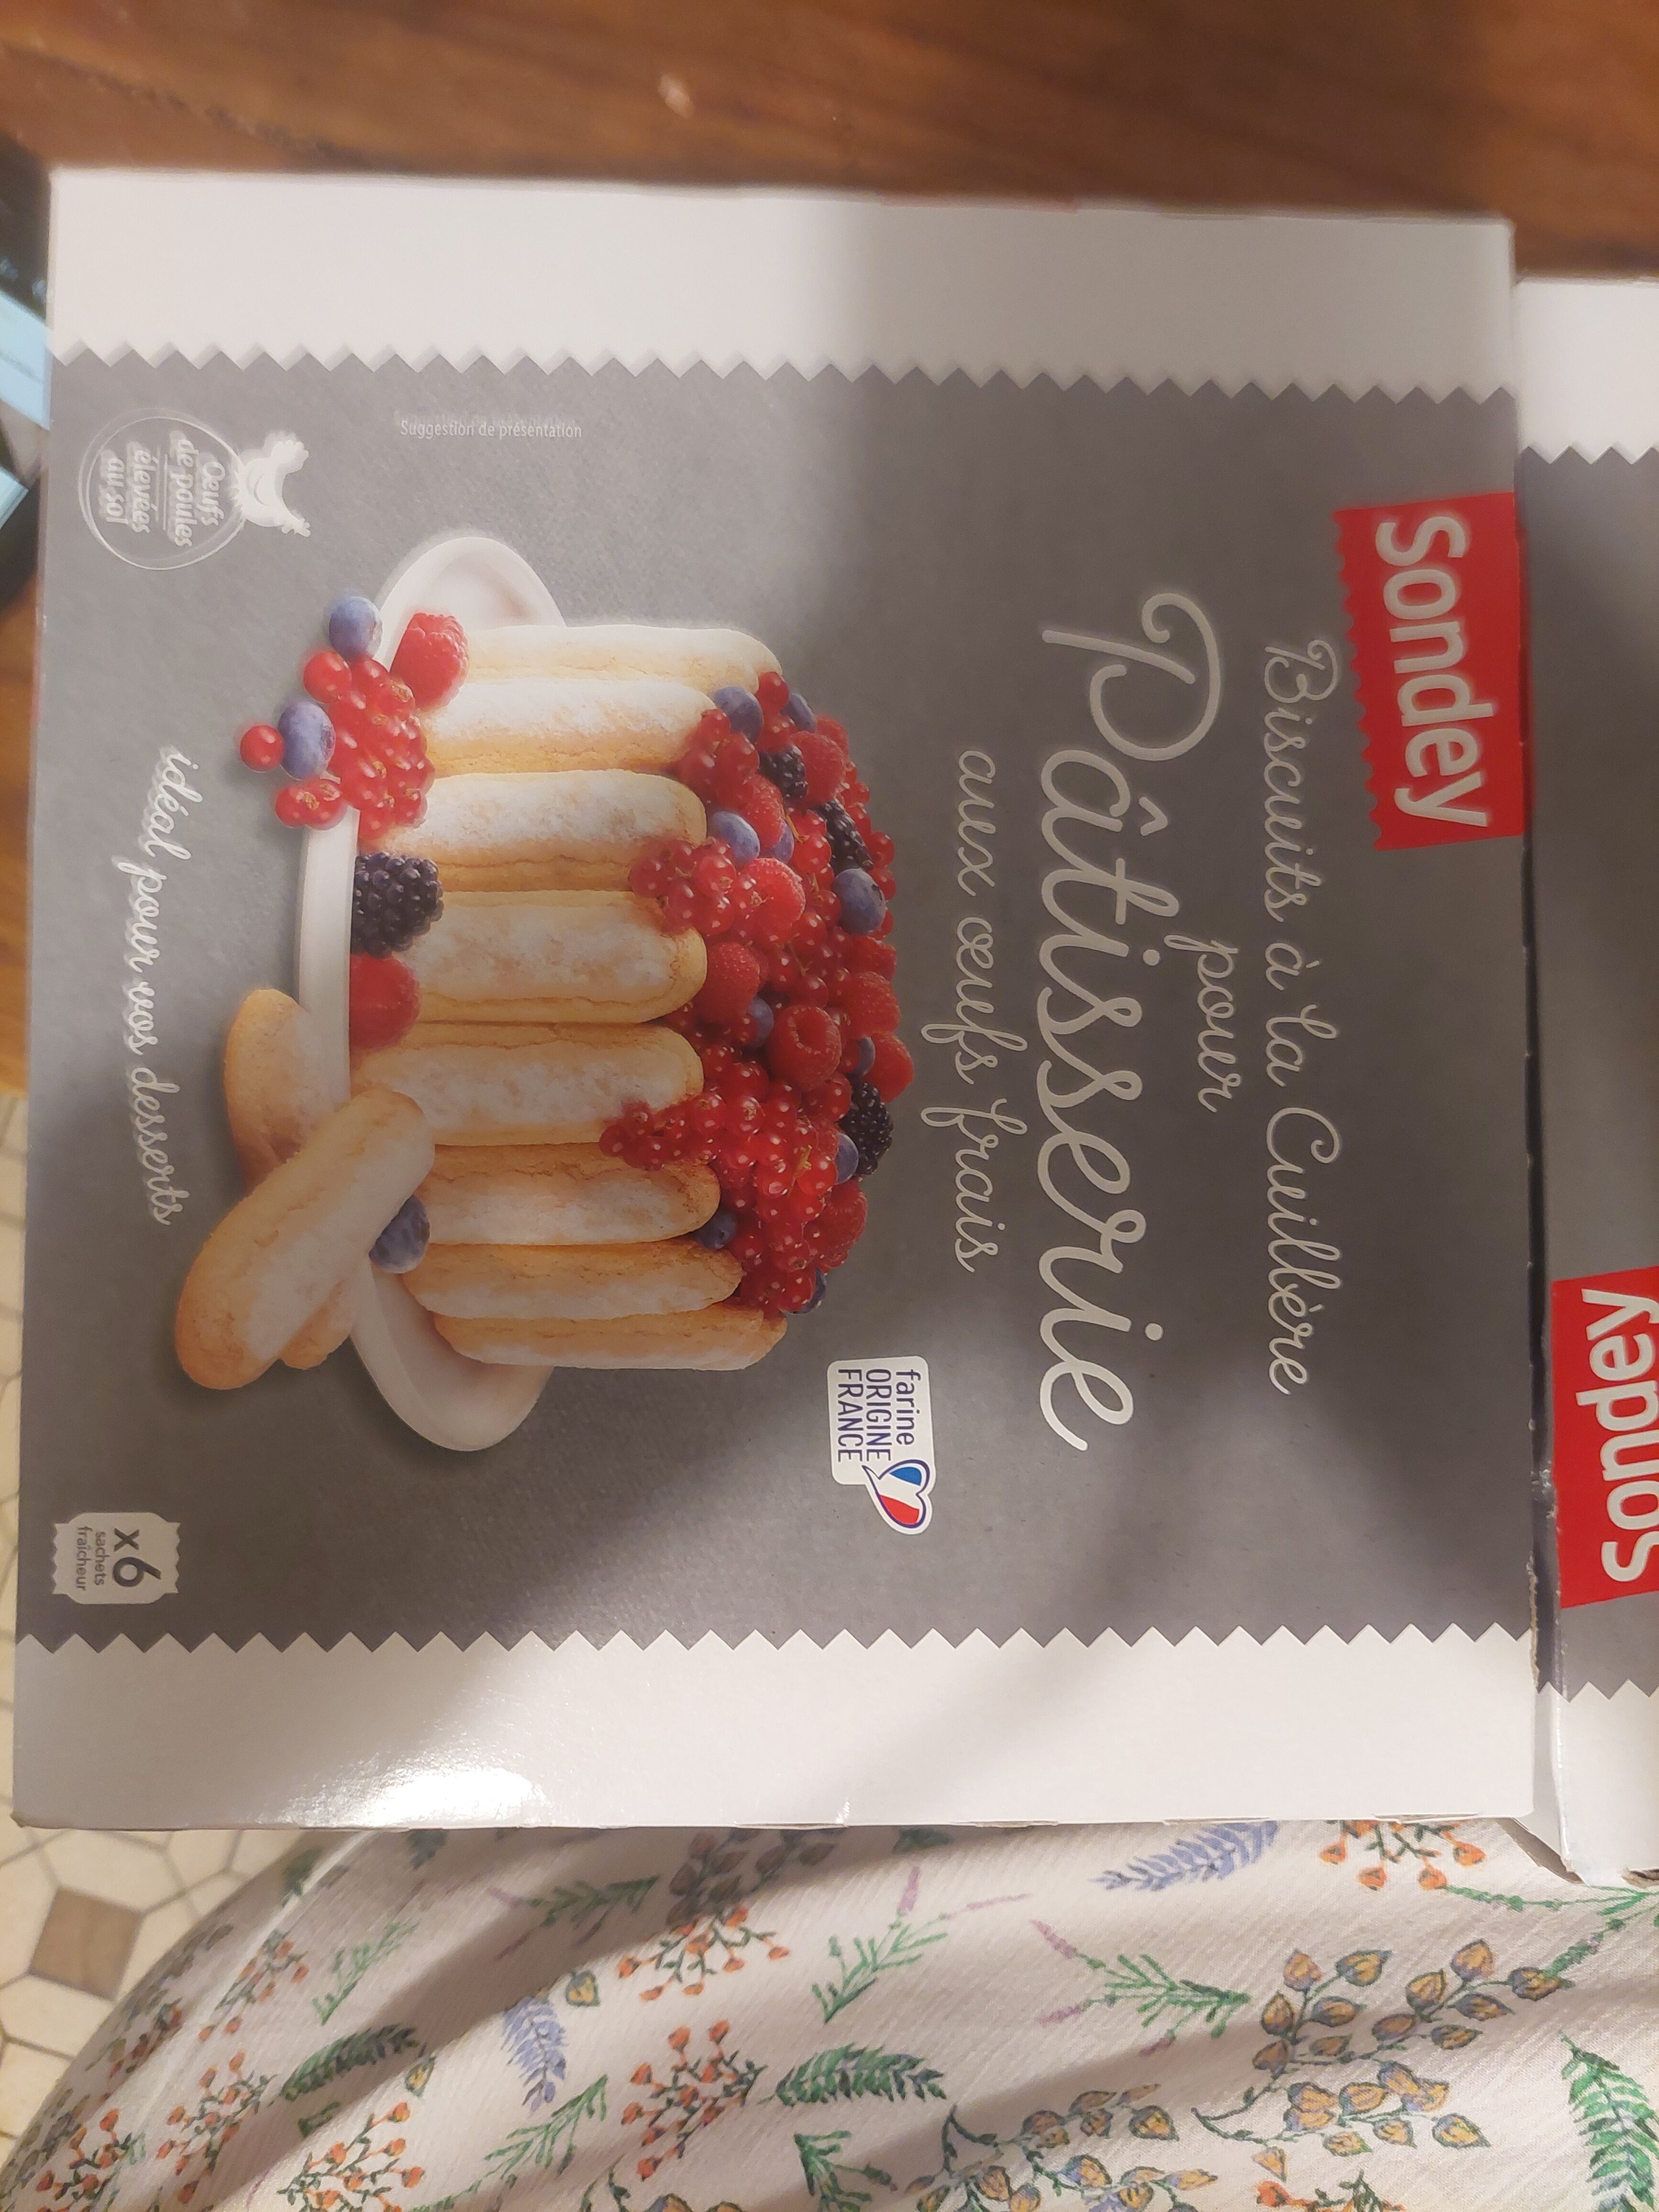 Sondey
Biscuits à la Cuillère
pour
Pâtisserie
aux œufs frais
farine
ORIGINE
FRANCE
Suggestion de présentation
Œufs
de poules
élevées
au sol
idéal pour vos desserts
x6
sachets
fraîcheur
Sondey